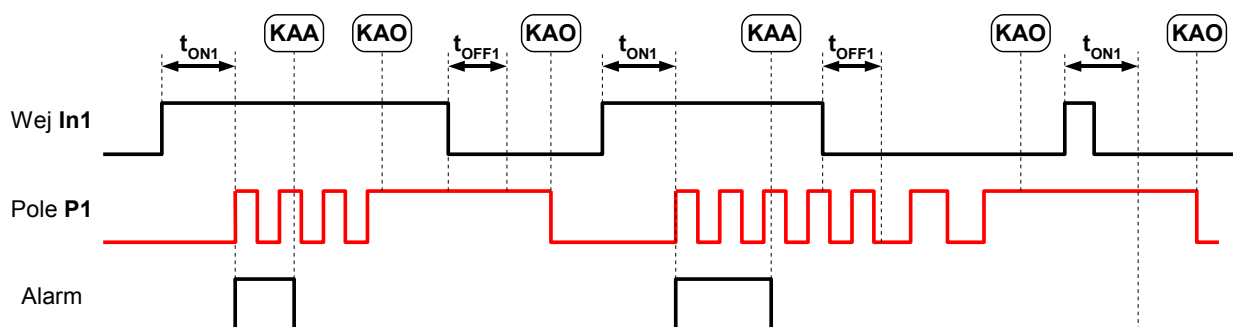 KAA KAO KAO KAA KAO KAO
tON1 tOFF1 tON1 tOFF1 tON1
Wej In1
Pole P1
Alarm